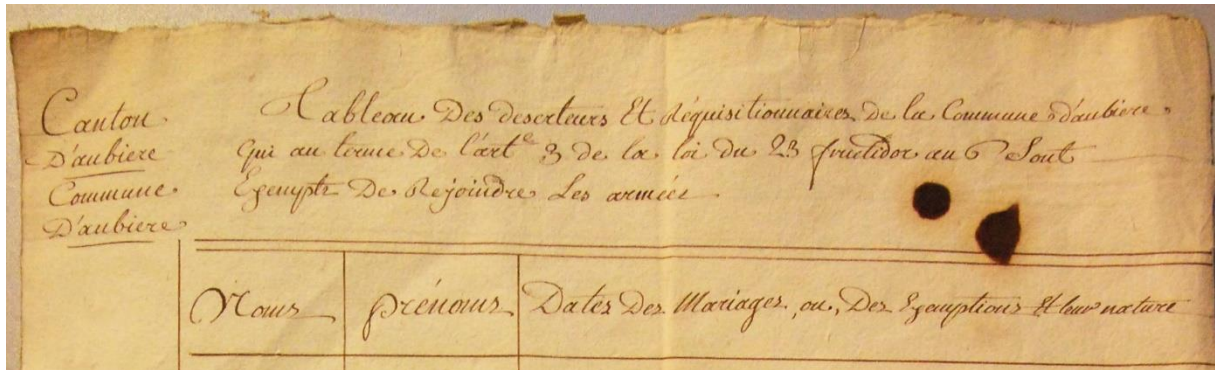 Canton
D'aubiere
Commune
D'aubiere
Tableau Des deserteurs Et Réquisitionnaires de la Commune d'aubiere
qui au terme De l'art.e 3 de la loi du 23 fructidor an 6 Sont
Exempts De Rejoindre Les armées
Noms
prénoms
Dates Des Mariages, ou, Des Exemptions Et leur nature